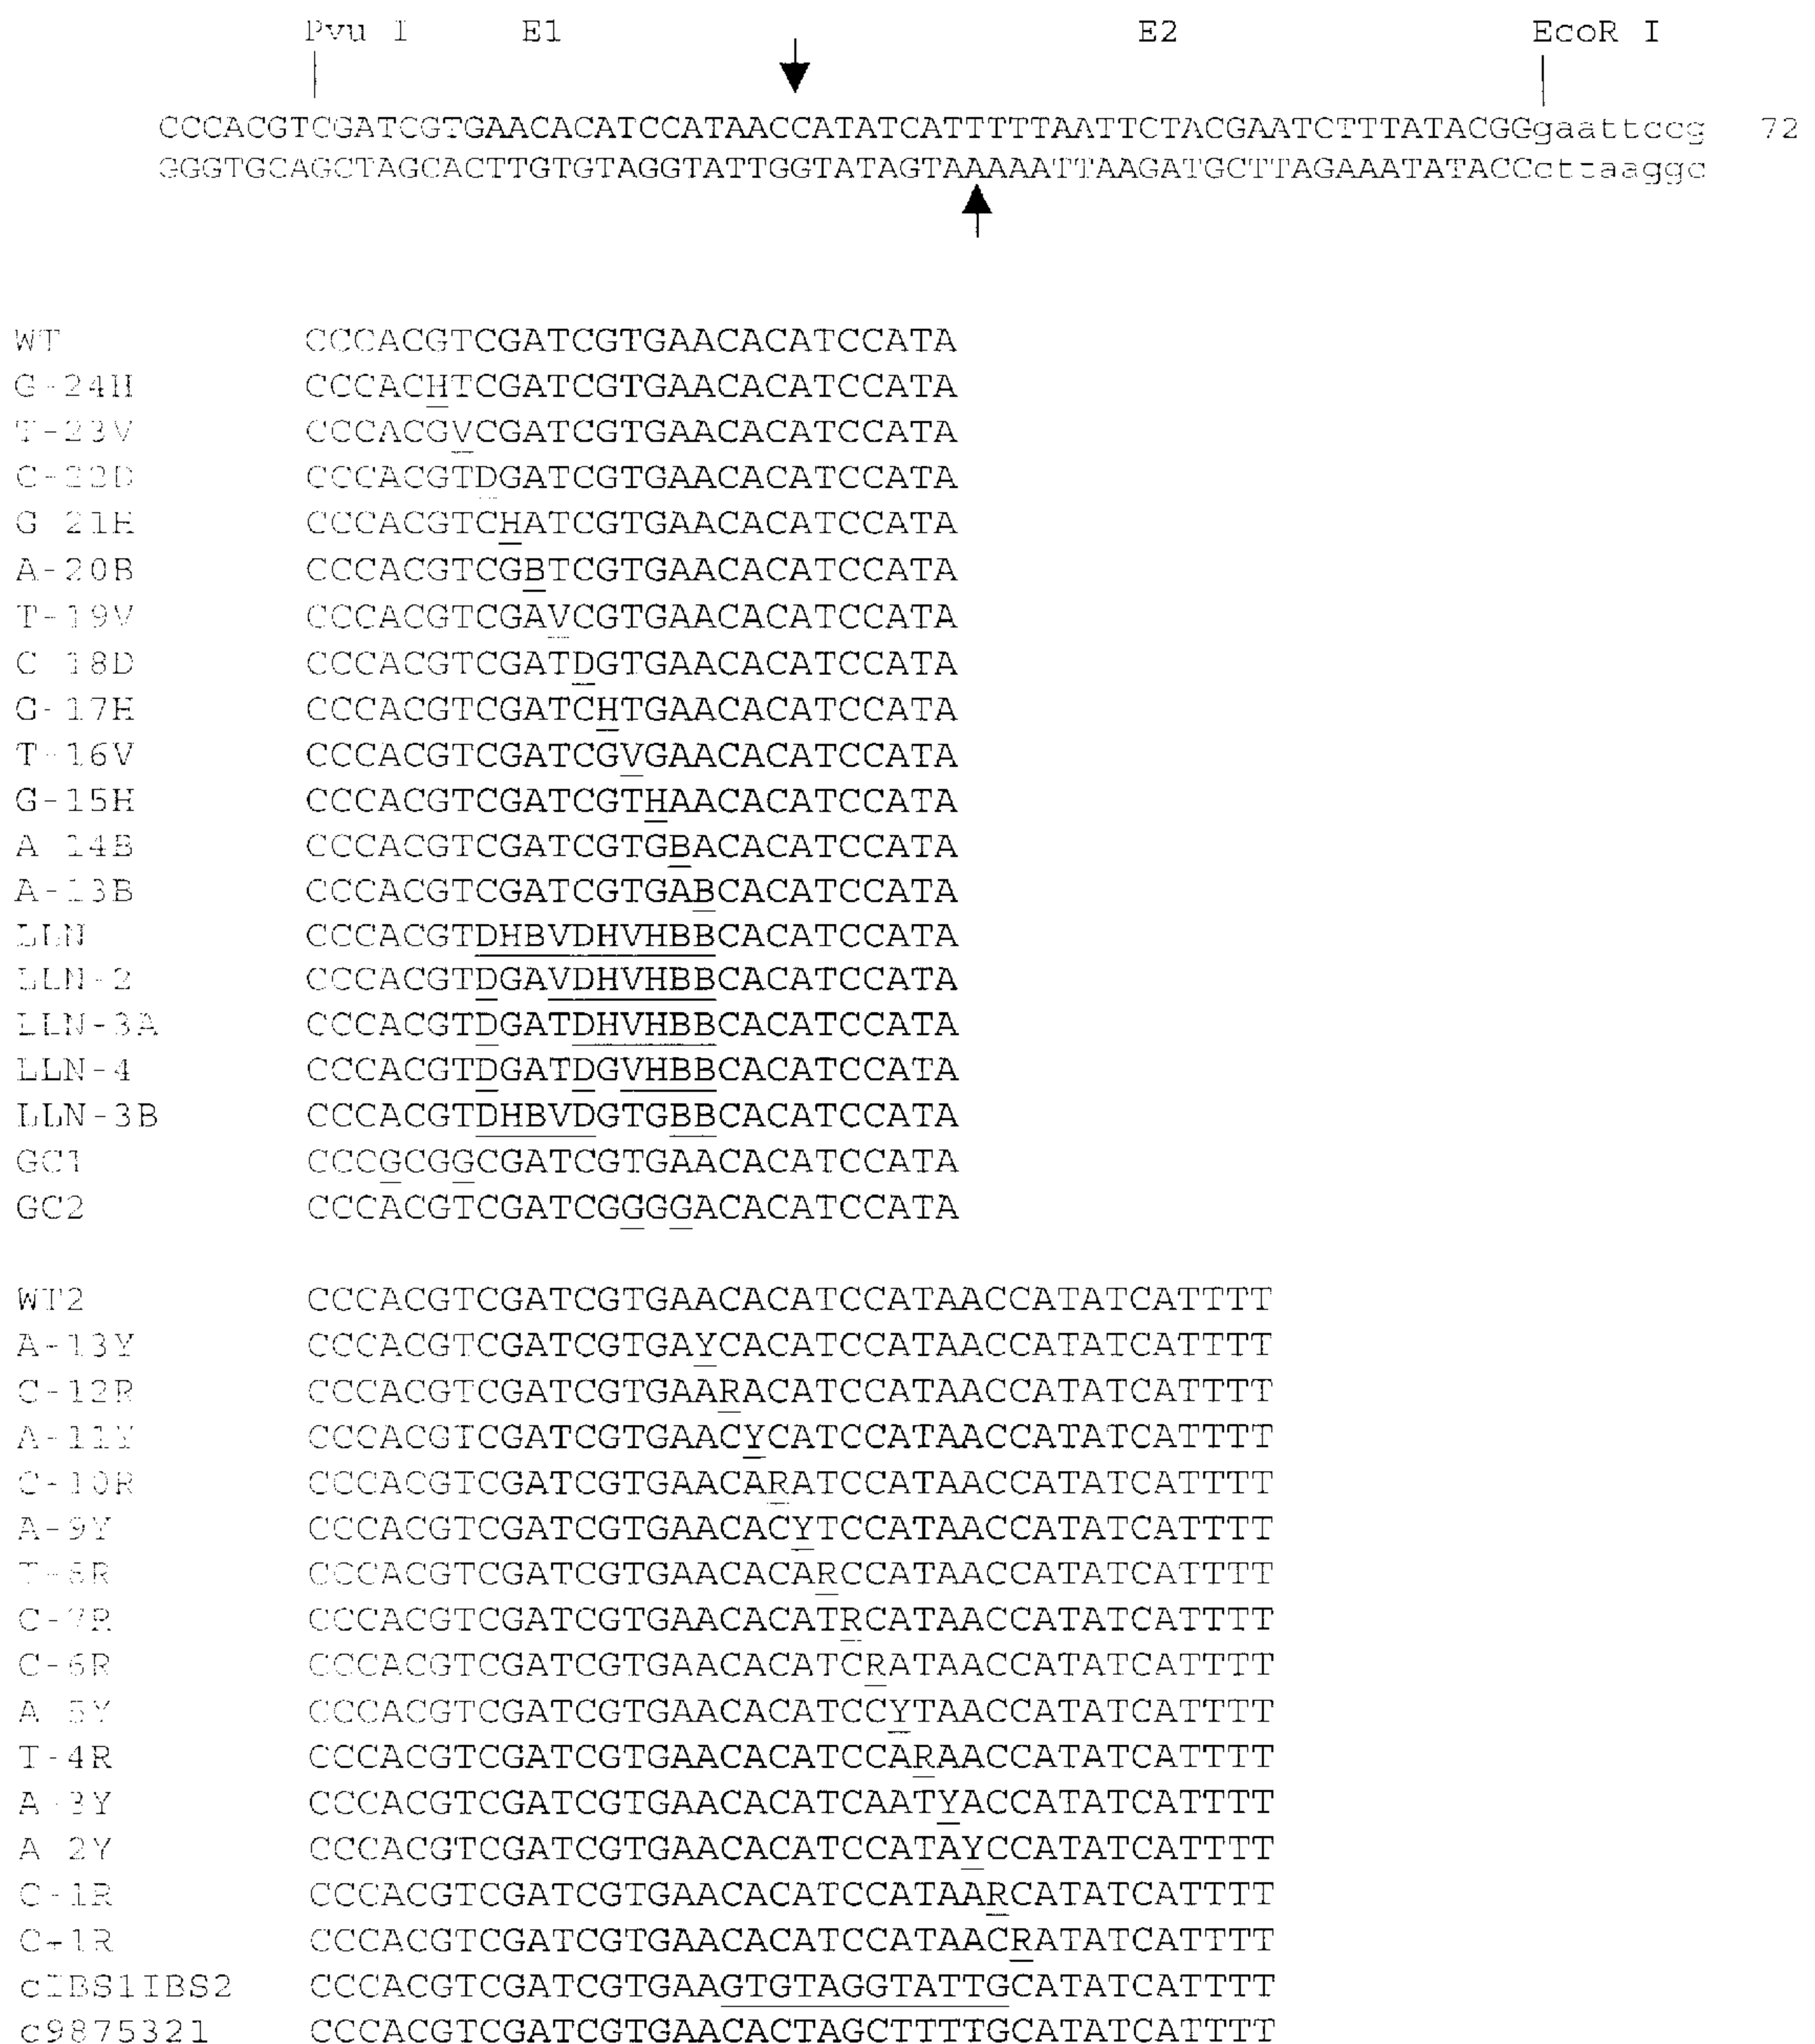 Pvu I E1 E2 EcoR I
CCCACGTCGATCGTGAACACATCCATAACCATATCATTTTTAATTCTACGAATCTTTATACGGgaattccg 72
GGGTGCAGCTAGCACTTGTGTAGGTATTGGTATAGTAAAAATTAAGATGCTTAGAAATATGCCcttaaggc
WT CCCACGTCGATCGTGAACACATCCATA
G-24H CCCACHTCGATCGTGAACACATCCATA
T-23V CCCACGVCGATCGTGAACACATCCATA
C-22D CCCACGTDGATCGTGAACACATCCATA
G 21H CCCACGTCHATCGTGAACACATCCATA
A-20B CCCACGTCGBTCGTGAACACATCCATA
T-19V CCCACGTCGAVCGTGAACACATCCATA
C 18D CCCACGTCGATDGTGAACACATCCATA
G-17H CCCACGTCGATCHTGAACACATCCATA
T-16V CCCACGTCGATCGVGAACACATCCATA
G-15H CCCACGTCGATCGTHAACACATCCATA
A 14B CCCACGTCGATCGTGBACACATCCATA
A-13B CCCACGTCGATCGTGABCACATCCATA
LLN CCCACGTDHBVDHVHBBCACATCCATA
LLN-2 CCCACGTDGAVDHVHBBCACATCCATA
LLN-3A CCCACGTDGATDHVHBBCACATCCATA
LLN-4 CCCACGTDGATDGVHBBCACATCCATA
LLN-3B CCCACGTDHBVDGTGBBCACATCCATA
GC1 CCCGCGGCGATCGTGAACACATCCATA
GC2 CCCACGTCGATCGGGGACACATCCATA
WT2 CCCACGTCGATCGTGAACACATCCATAACCATATCATTTT
A-13Y CCCACGTCGATCGTGAYCACATCCATAACCATATCATTTT
C-12R CCCACGTCGATCGTGAARACATCCATAACCATATCATTTT
A-11Y CCCACGTCGATCGTGAACYCATCCATAACCATATCATTTT
C-10R CCCACGTCGATCGTGAACARATCCATAACCATATCATTTT
A-9Y CCCACGTCGATCGTGAACACYTCCATAACCATATCATTTT
T-8R CCCACGTCGATCGTGAACACARCCATAACCATATCATTTT
C-7R CCCACGTCGATCGTGAACACATRCATAACCATATCATTTT
C-6R CCCACGTCGATCGTGAACACATCRATAACCATATCATTTT
A 5Y CCCACGTCGATCGTGAACACATCCYTAACCATATCATTTT
T-4R CCCACGTCGATCGTGAACACATCCARAACCATATCATTTT
A-3Y CCCACGTCGATCGTGAACACATCAATYACCATATCATTTT
A 2Y CCCACGTCGATCGTGAACACATCCATAYCCATATCATTTT
C-1R CCCACGTCGATCGTGAACACATCCATAARCATATCATTTT
C+1R CCCACGTCGATCGTGAACACATCCATAACRATATCATTTT
cIBS1IBS2 CCCACGTCGATCGTGAAGTGTAGGTATTGCATATCATTTT
c9875321 CCCACGTCGATCGTGAACACTAGCTTTTGCATATCATTTT